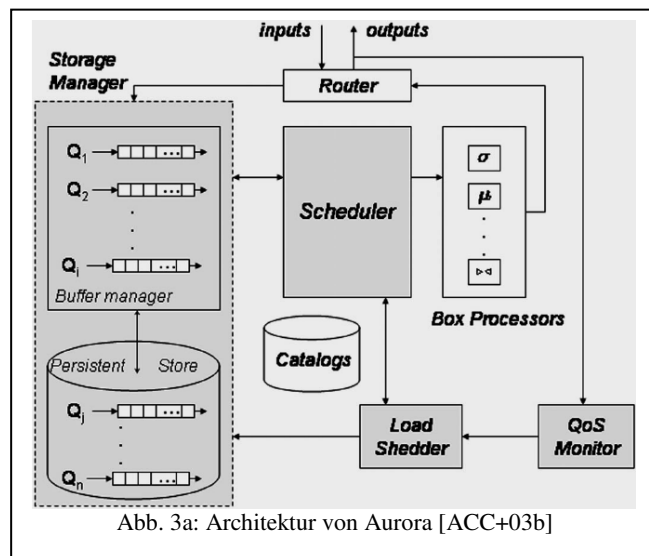 inputs outputs
Storage
Manager
Router
Q1 ...
Q2 ...
Qi ...
Buffer manager
Scheduler
σ
μ
▷◁
Box Processors
Persistent Store
Qj ...
Qn ...
Catalogs
Load
Shedder
QoS
Monitor
Abb. 3a: Architektur von Aurora [ACC+03b]